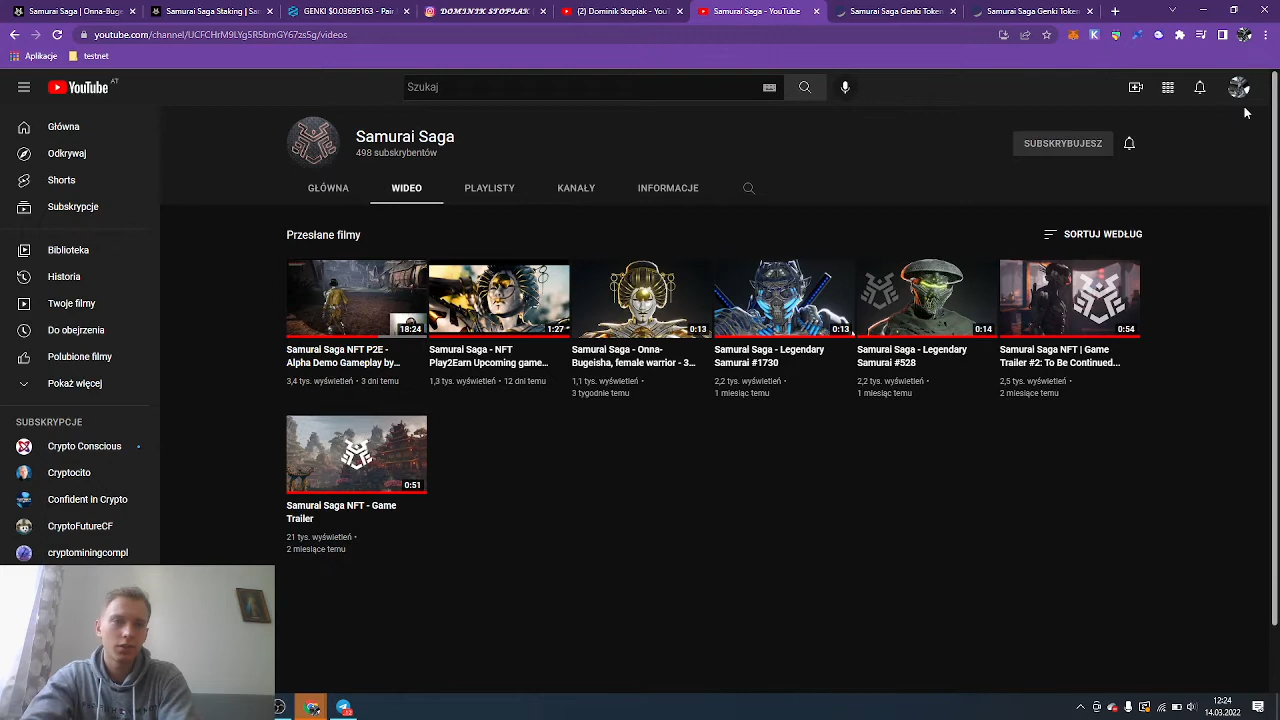 Samurai Saga Onna-Bug
Samurai Saga Staking | Sa
GENKI $0.03695163 -
𝓓𝓞𝓜𝓘𝓝𝓘𝓚 𝓢𝓣𝓞𝓟𝓘𝓐𝓚
(2) Dominik Stopiak - YouTub
Samurai Saga - YouTube
Samurai Saga Genki Token
Samurai Saga Genki Token
youtube.com/channel/UCFCHrM9LYg5R5bmGY67zsSg/videos
Aplikacje
testnet
YouTube AT
Szukaj
Główna
Odkrywaj
Shorts
Subskrypcje
Biblioteka
Historia
Twoje filmy
Do obejrzenia
Polubione filmy
Pokaż więcej
SUBSKRYPCJE
Crypto Conscious
Cryptocito
Confident in Crypto
CryptoFutureCF
cryptominingcompl
Samurai Saga
498 subskrybentów
SUBSKRYBUJESZ
GŁÓWNA
WIDEO
PLAYLISTY
KANAŁY
INFORMACJE
Przesłane filmy
SORTUJ WEDŁUG
18:24
Samurai Saga NFT P2E -
Alpha Demo Gameplay by...
3,4 tys. wyświetleń • 3 dni temu
1:27
Samurai Saga - NFT
Play2Earn Upcoming game...
1,3 tys. wyświetleń • 12 dni temu
0:13
Samurai Saga - Onna-
Bugeisha, female warrior - 3...
1,1 tys. wyświetleń •
3 tygodnie temu
0:13
Samurai Saga - Legendary
Samurai #1730
2,2 tys. wyświetleń •
1 miesiąc temu
0:14
Samurai Saga - Legendary
Samurai #528
2,2 tys. wyświetleń •
1 miesiąc temu
0:54
Samurai Saga NFT | Game
Trailer #2: To Be Continued...
2,5 tys. wyświetleń •
2 miesiące temu
0:51
Samurai Saga NFT - Game
Trailer
21 tys. wyświetleń •
2 miesiące temu
12:24
14.03.2022